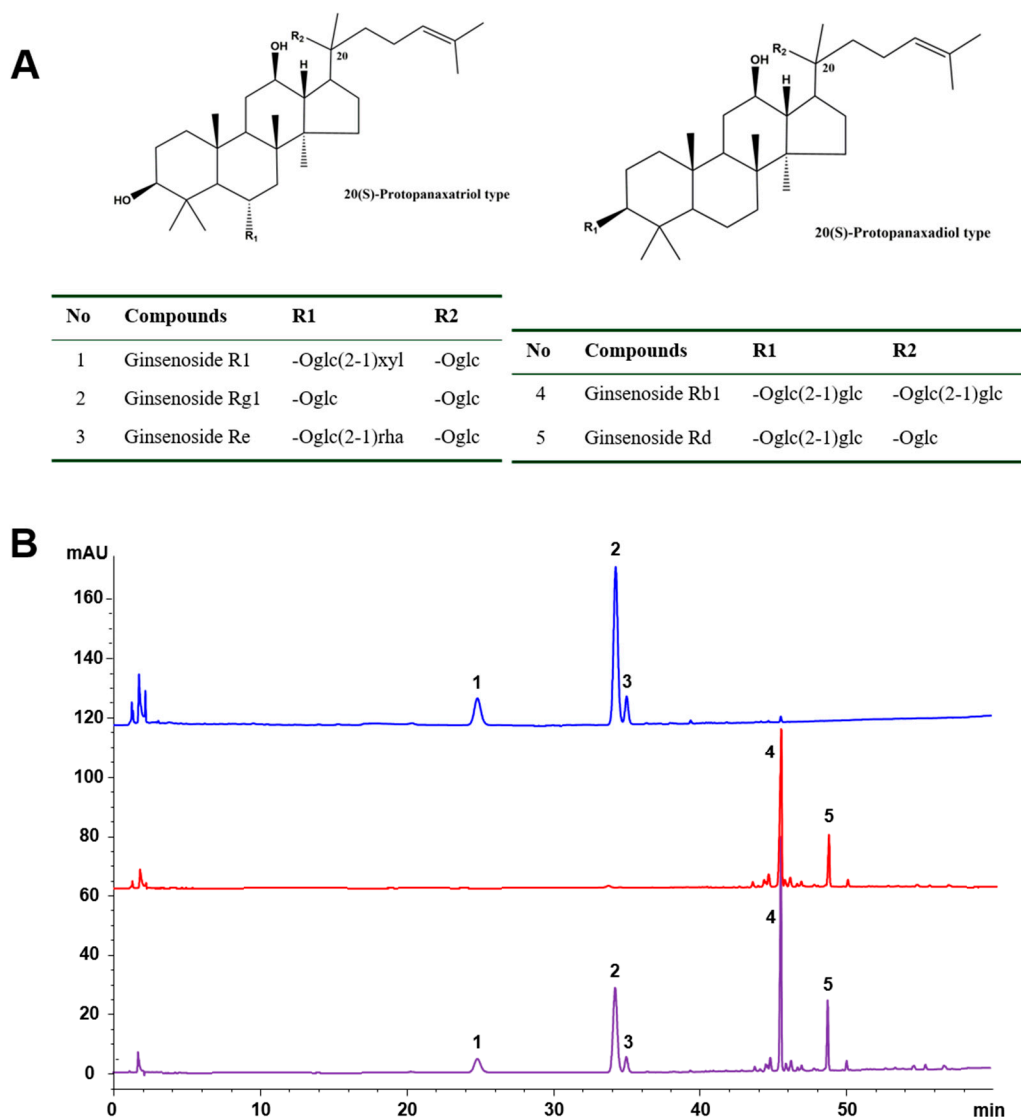 A
R2
OH
20
H
HO
R1
20(S)-Protopanaxatriol type
R2
OH
20
H
R1
20(S)-Protopanaxadiol type
No Compounds R1 R2
1 Ginsenoside R1 -Oglc(2-1)xyl -Oglc
2 Ginsenoside Rg1 -Oglc -Oglc
3 Ginsenoside Re -Oglc(2-1)rha -Oglc
No Compounds R1 R2
4 Ginsenoside Rb1 -Oglc(2-1)glc -Oglc(2-1)glc
5 Ginsenoside Rd -Oglc(2-1)glc -Oglc
B
mAU
160
140
120
100
80
60
40
20
0
2
1
3
4
5
4
2
5
1
3
0 10 20 30 40 50 min